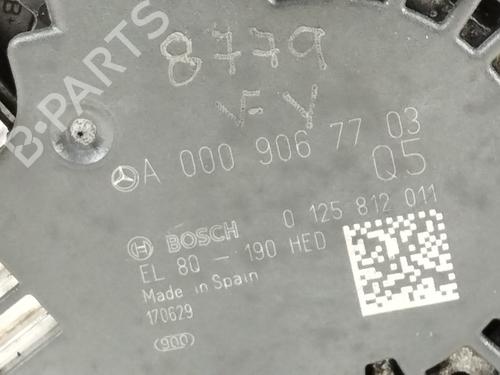 B-PARTS
8779
V-V
A 000 906 77 03
Q5
BOSCH 0 125 812 011
EL 80 - 190 HED
Made in Spain
170629
900